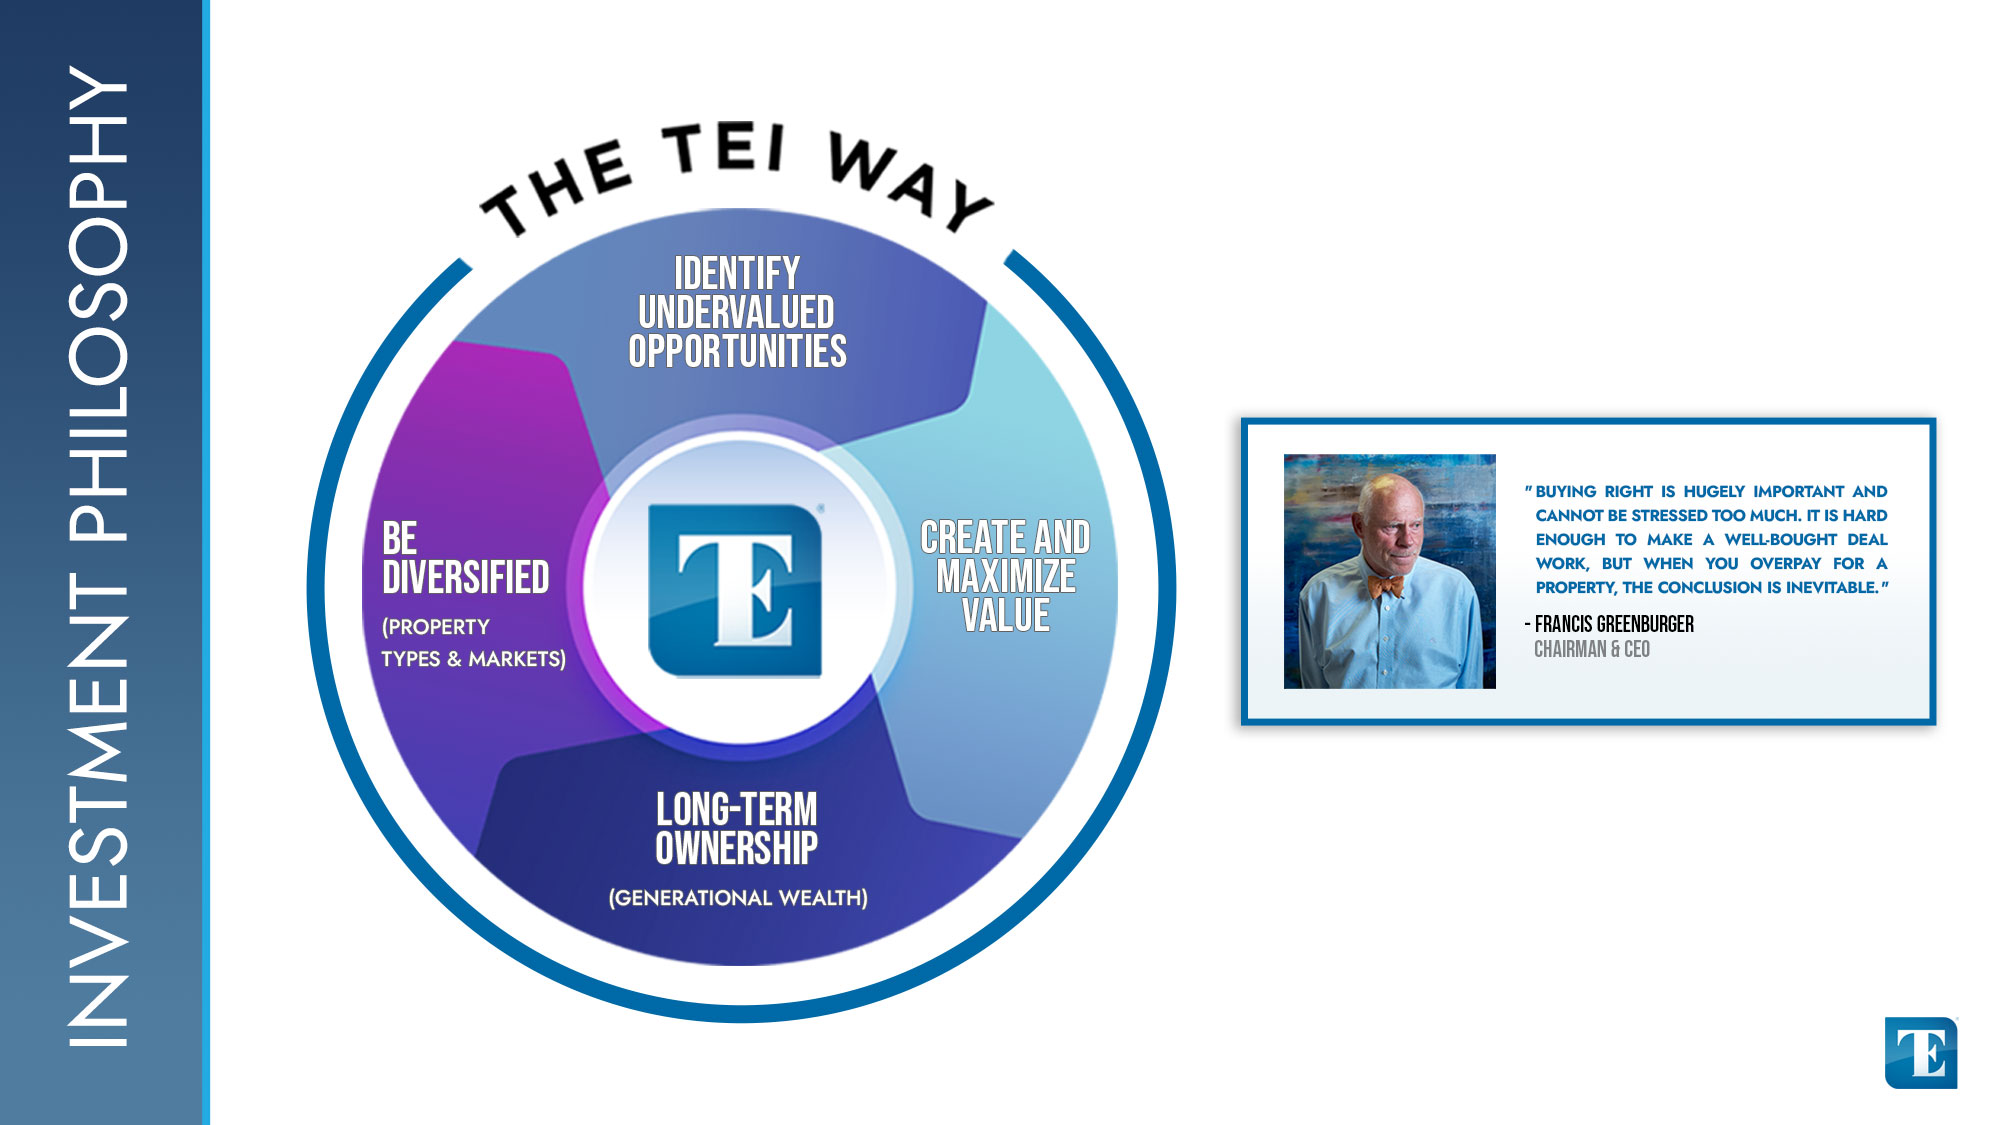 INVESTMENT PHILOSOPHY
THE TEI WAY
IDENTIFY
UNDERVALUED
OPPORTUNITIES
CREATE AND
MAXIMIZE
VALUE
LONG-TERM
OWNERSHIP
(GENERATIONAL WEALTH)
BE
DIVERSIFIED
(PROPERTY
TYPES & MARKETS)
TE
"BUYING RIGHT IS HUGELY IMPORTANT AND
CANNOT BE STRESSED TOO MUCH. IT IS HARD
ENOUGH TO MAKE A WELL-BOUGHT DEAL
WORK, BUT WHEN YOU OVERPAY FOR A
PROPERTY, THE CONCLUSION IS INEVITABLE."
- FRANCIS GREENBURGER
CHAIRMAN & CEO
TE